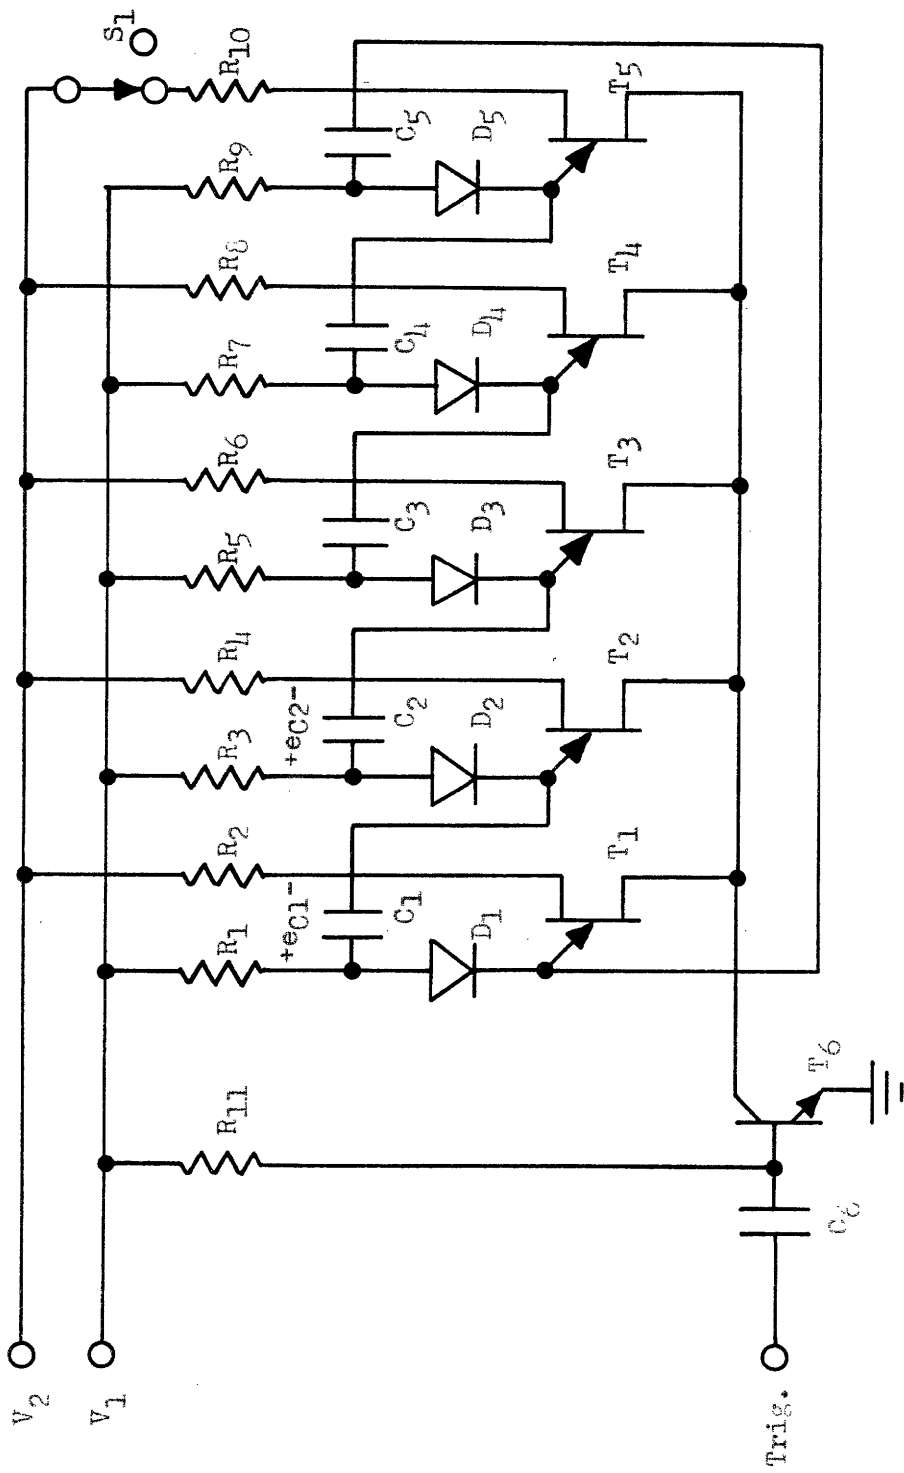 V2
V1
Trig.
S1
R11
R1
R2
R3
R4
R5
R6
R7
R8
R9
R10
+eC1-
+eC2-
C1
C2
C3
C4
C5
D1
D2
D3
D4
D5
T1
T2
T3
T4
T5
T6
C6